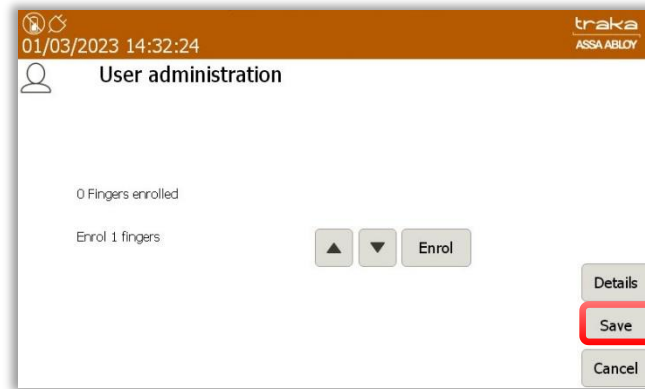 traka
01/03/2023 14:32:24
ASSA ABLOY
User administration
0 Fingers enrolled
Enrol 1 fingers
Enrol
Details
Save
Cancel